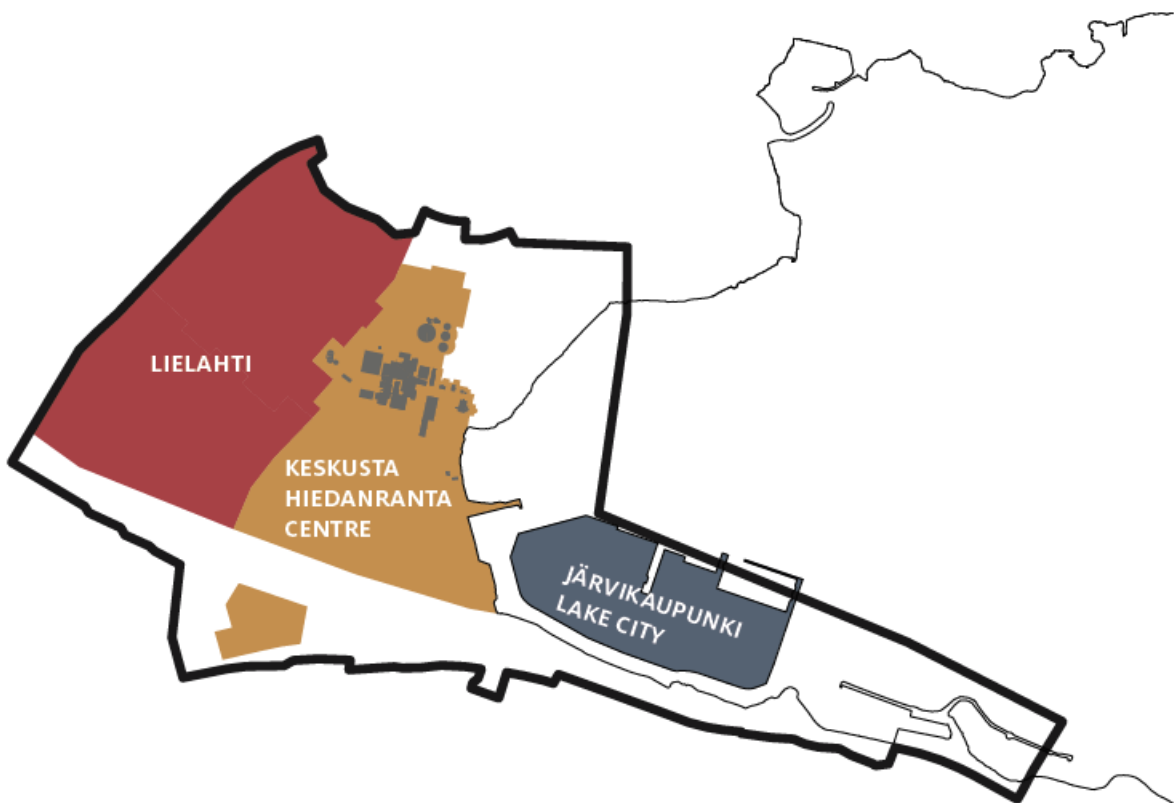 LIELAHTI
KESKUSTA
HIEDANRANTA
CENTRE
JÄRVIKAUPUNKI
LAKE CITY